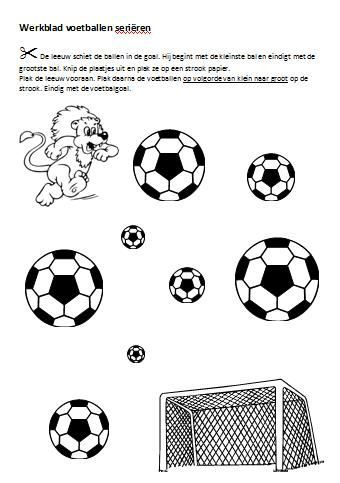 Werkblad voetballen seriëren
De leeuw schiet de ballen in de goal. Hij begint met de kleinste bal en eindigt met de
grootste bal. Knip de plaatjes uit en plak ze op een strook papier.
Plak de leeuw vooraan. Plak daarna de voetballen op volgorde van klein naar groot op de
strook. Eindig met de voetbalgoal.